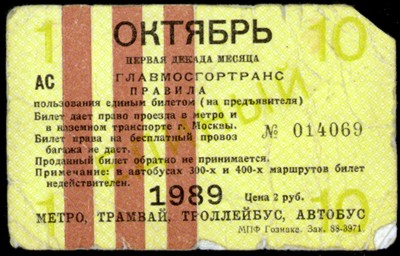 1 ОКТЯБРЬ 10
ПЕРВАЯ ДЕКАДА МЕСЯЦА
АС ГЛАВМОСГОРТРАНС
ПРАВИЛА
пользования единым билетом (на предъявителя)
Билет дает право проезда в метро и
в наземном транспорте г. Москвы.
Билет права на бесплатный провоз
багажа не дает.
№ 014069
Проданный билет обратно не принимается.
Примечание: в автобусах 300-х и 400-х маршрутов билет
недействителен.
1 1989 Цена 2 руб. 10
МЕТРО, ТРАМВАЙ, ТРОЛЛЕЙБУС, АВТОБУС
МПФ Гознака. Зак. 88-3971.